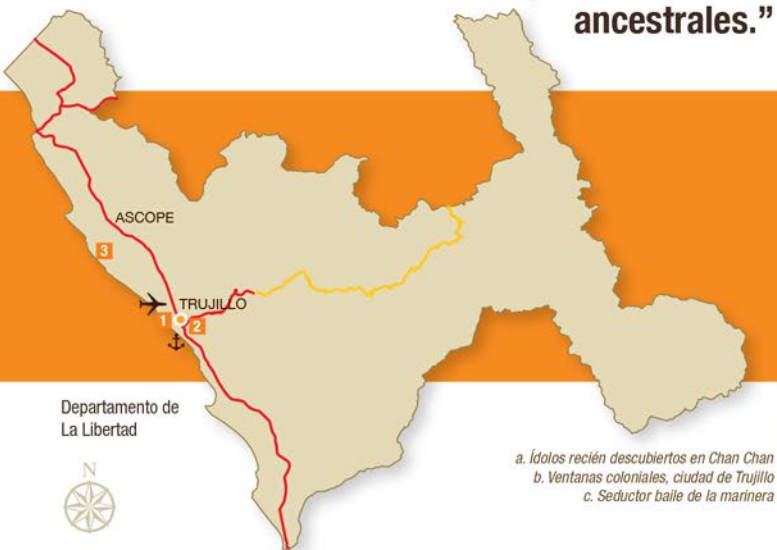 ancestrales.”
ASCOPE
3
TRUJILLO
1
2
Departamento de
La Libertad
N
a. Ídolos recién descubiertos en Chan Chan
b. Ventanas coloniales, ciudad de Trujillo
c. Seductor baile de la marinera